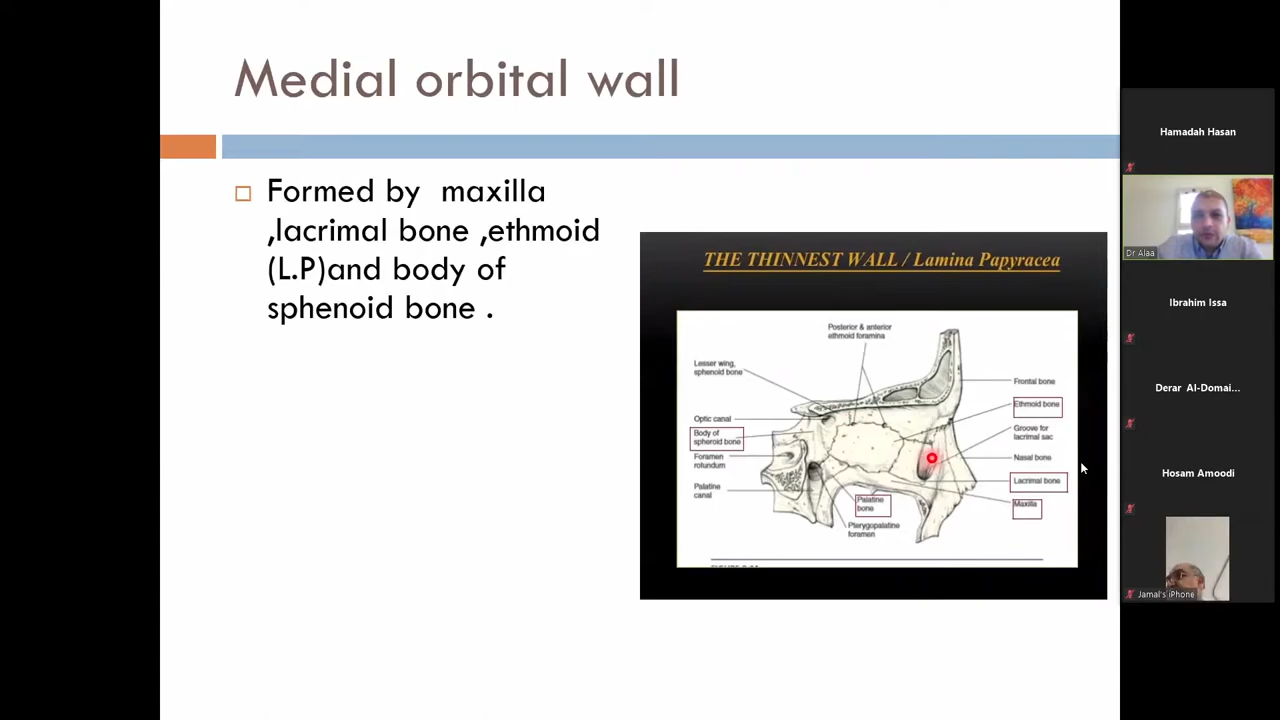 Medial orbital wall
Formed by maxilla
,lacrimal bone ,ethmoid
(L.P)and body of
sphenoid bone .
THE THINNEST WALL / Lamina Papyracea
Posterior & anterior
ethmoid foramina
Lesser wing,
sphenoid bone
Optic canal
Body of
spheroid bone
Foramen
rotundum
Palatine
canal
Frontal bone
Ethmoid bone
Groove for
lacrimal sac
Nasal bone
Lacrimal bone
Maxilla
Palatine
bone
Pterygopalatine
foramen
Hamadah Hasan
Dr Alaa
Ibrahim Issa
Derar Al-Domai...
Hosam Amoodi
Jamal's iPhone